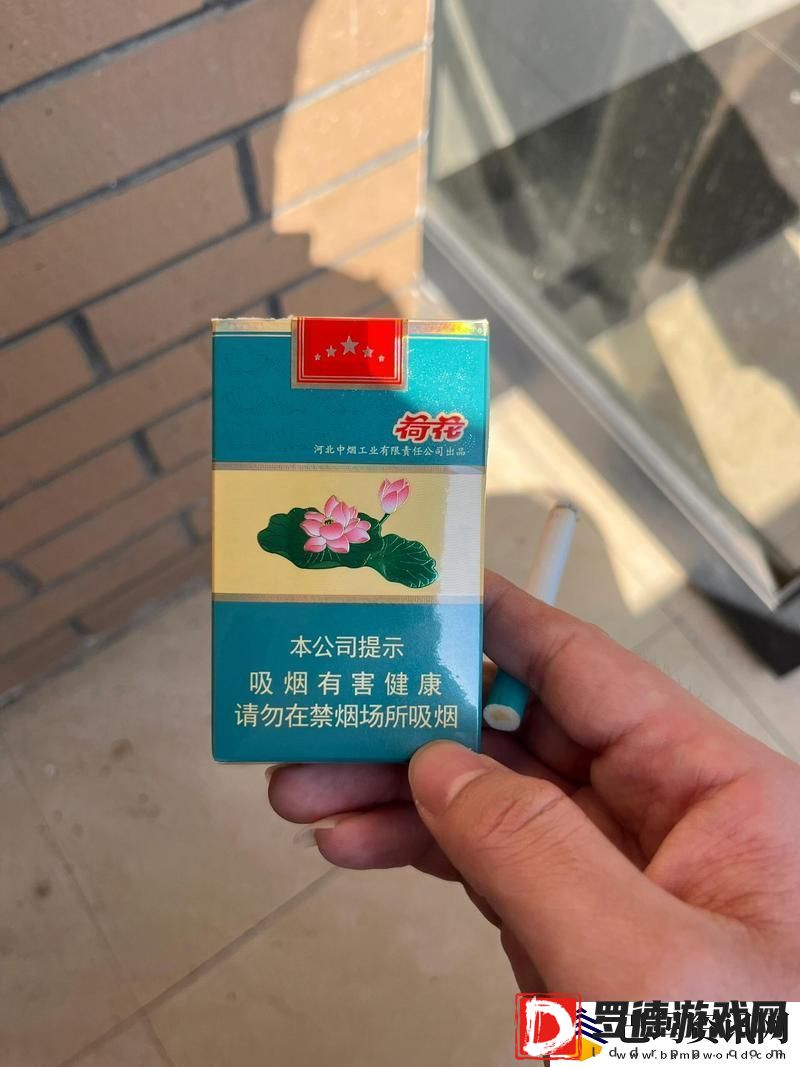 荷花
河北中烟工业有限责任公司出品
本公司提示
吸烟有害健康
请勿在禁烟场所吸烟